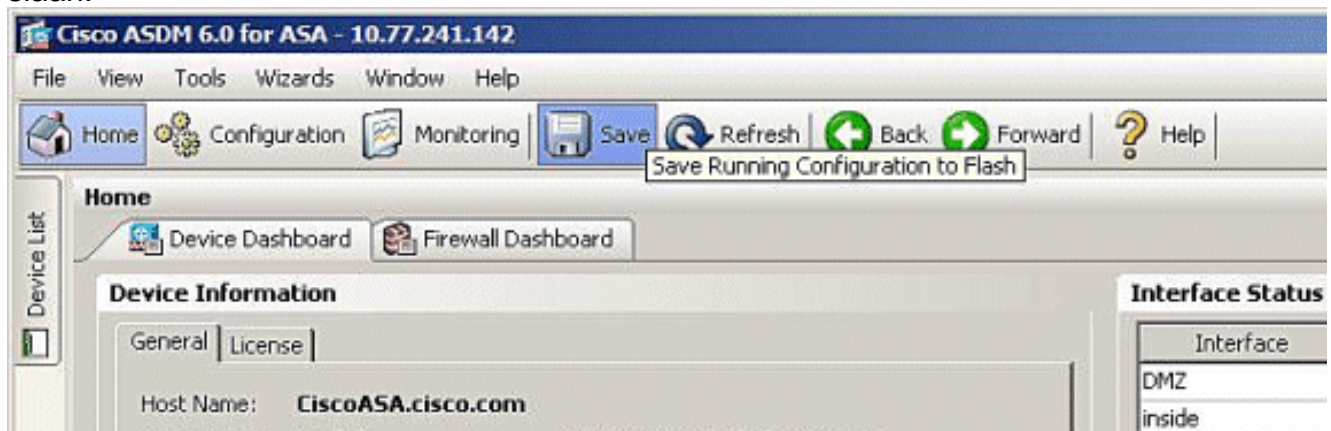 Cisco ASDM 6.0 for ASA - 10.77.241.142
File View Tools Wizards Window Help
Home Configuration Monitoring Save Refresh Back Forward Help
Save Running Configuration to Flash
Device List
Home
Device Dashboard Firewall Dashboard
Device Information
General License
Host Name: CiscoASA.cisco.com
Interface Status
Interface
DMZ
inside